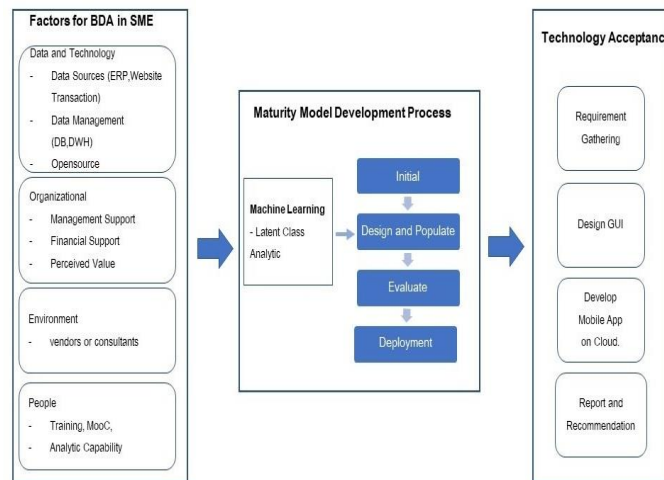 Factors for BDA in SME
Data and Technology
- Data Sources (ERP,Website
Transaction)
- Data Management
(DB,DWH)
- Opensource
Organizational
- Management Support
- Financial Support
- Perceived Value
Environment
- vendors or consultants
People
- Training, MooC,
- Analytic Capability
Maturity Model Development Process
Machine Learning
- Latent Class
Analytic
Initial
Design and Populate
Evaluate
Deployment
Technology Acceptanc
Requirement
Gathering
Design GUI
Develop
Mobile App
on Cloud.
Report and
Recommendation